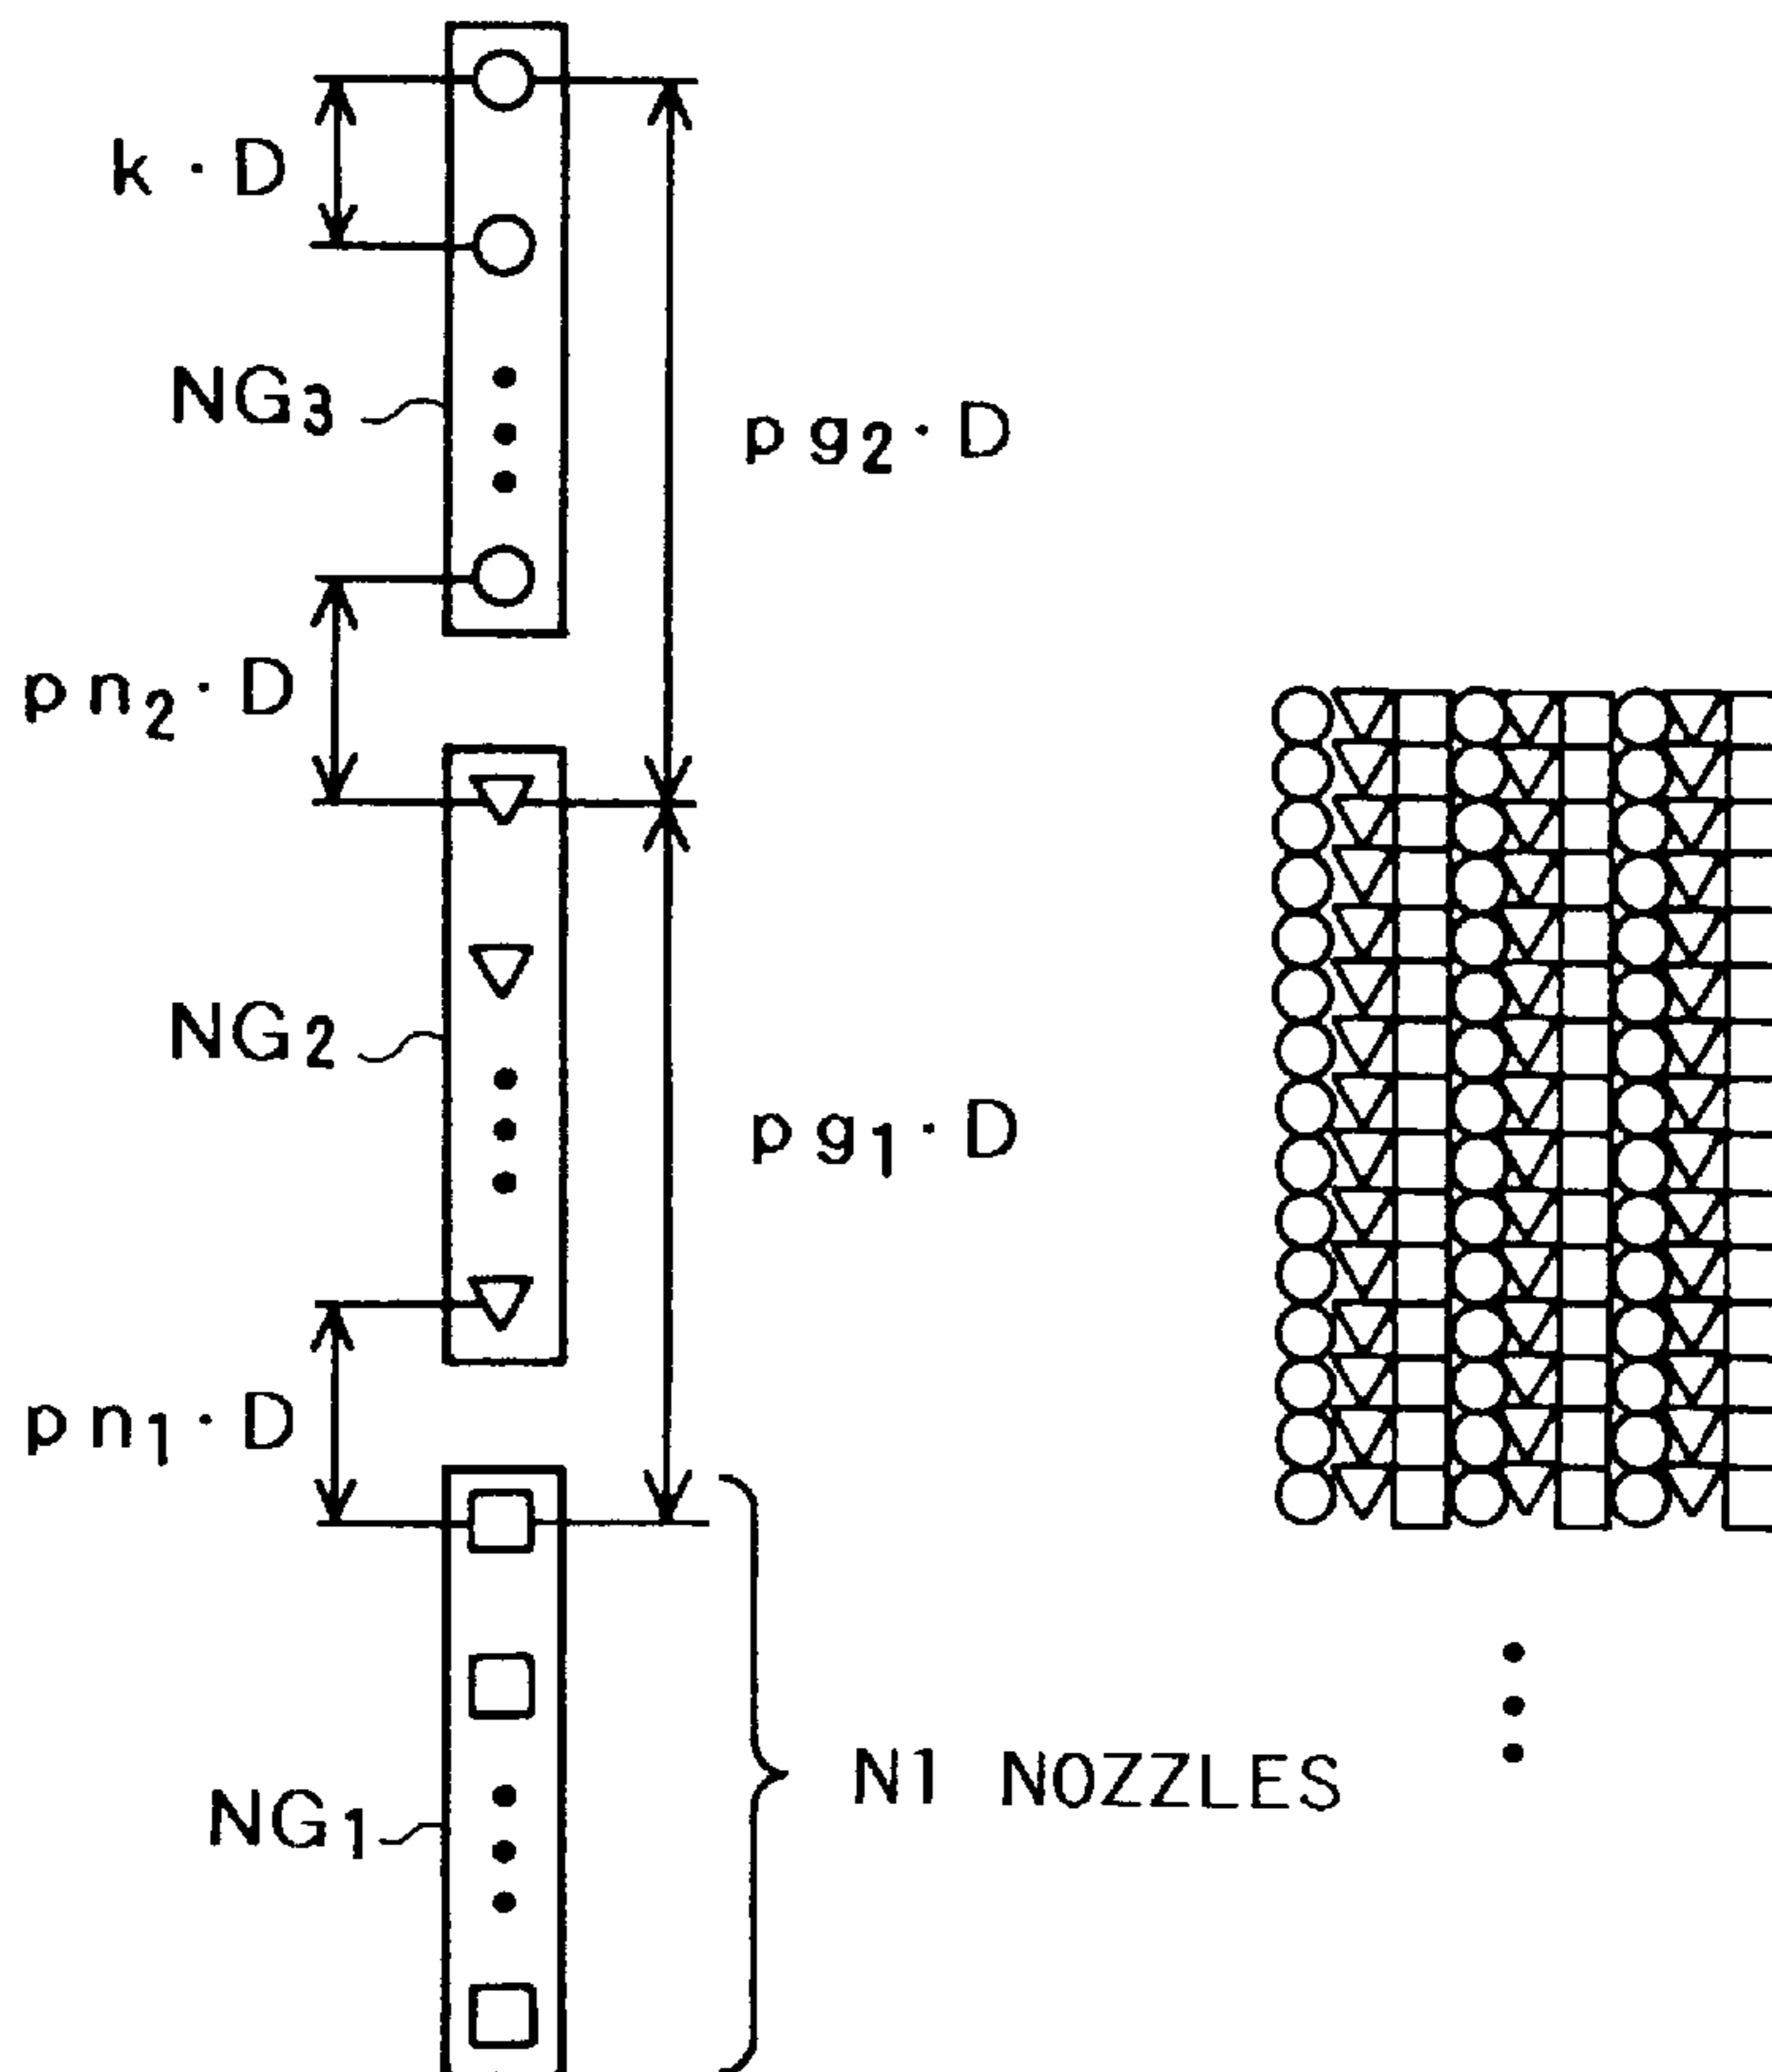 k·D
NG3
pg2·D
pn2·D
NG2
pg1·D
pn1·D
N1 NOZZLES
NG1